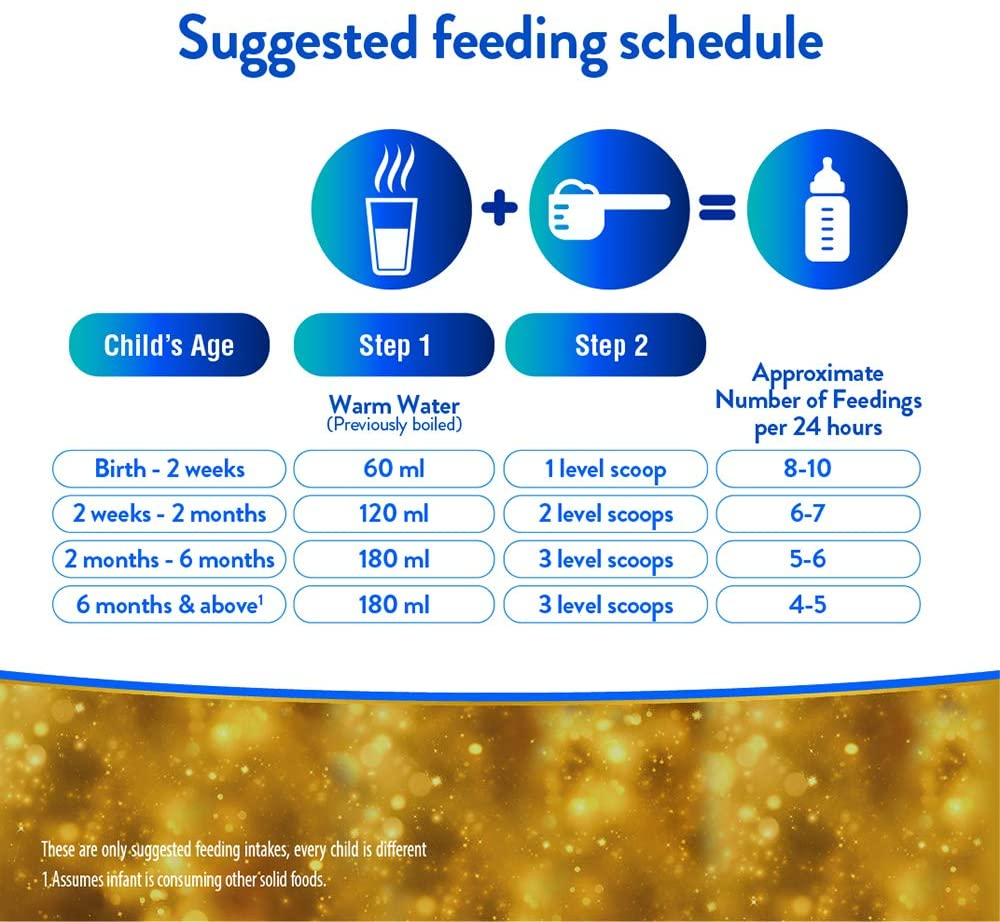 Suggested feeding schedule
Child's Age
Step 1
Step 2
Warm Water
(Previously boiled)
Approximate
Number of Feedings
per 24 hours
Birth - 2 weeks 60 ml 1 level scoop 8-10
2 weeks - 2 months 120 ml 2 level scoops 6-7
2 months - 6 months 180 ml 3 level scoops 5-6
6 months & above¹ 180 ml 3 level scoops 4-5
These are only suggested feeding intakes, every child is different
1.Assumes infant is consuming other solid foods.